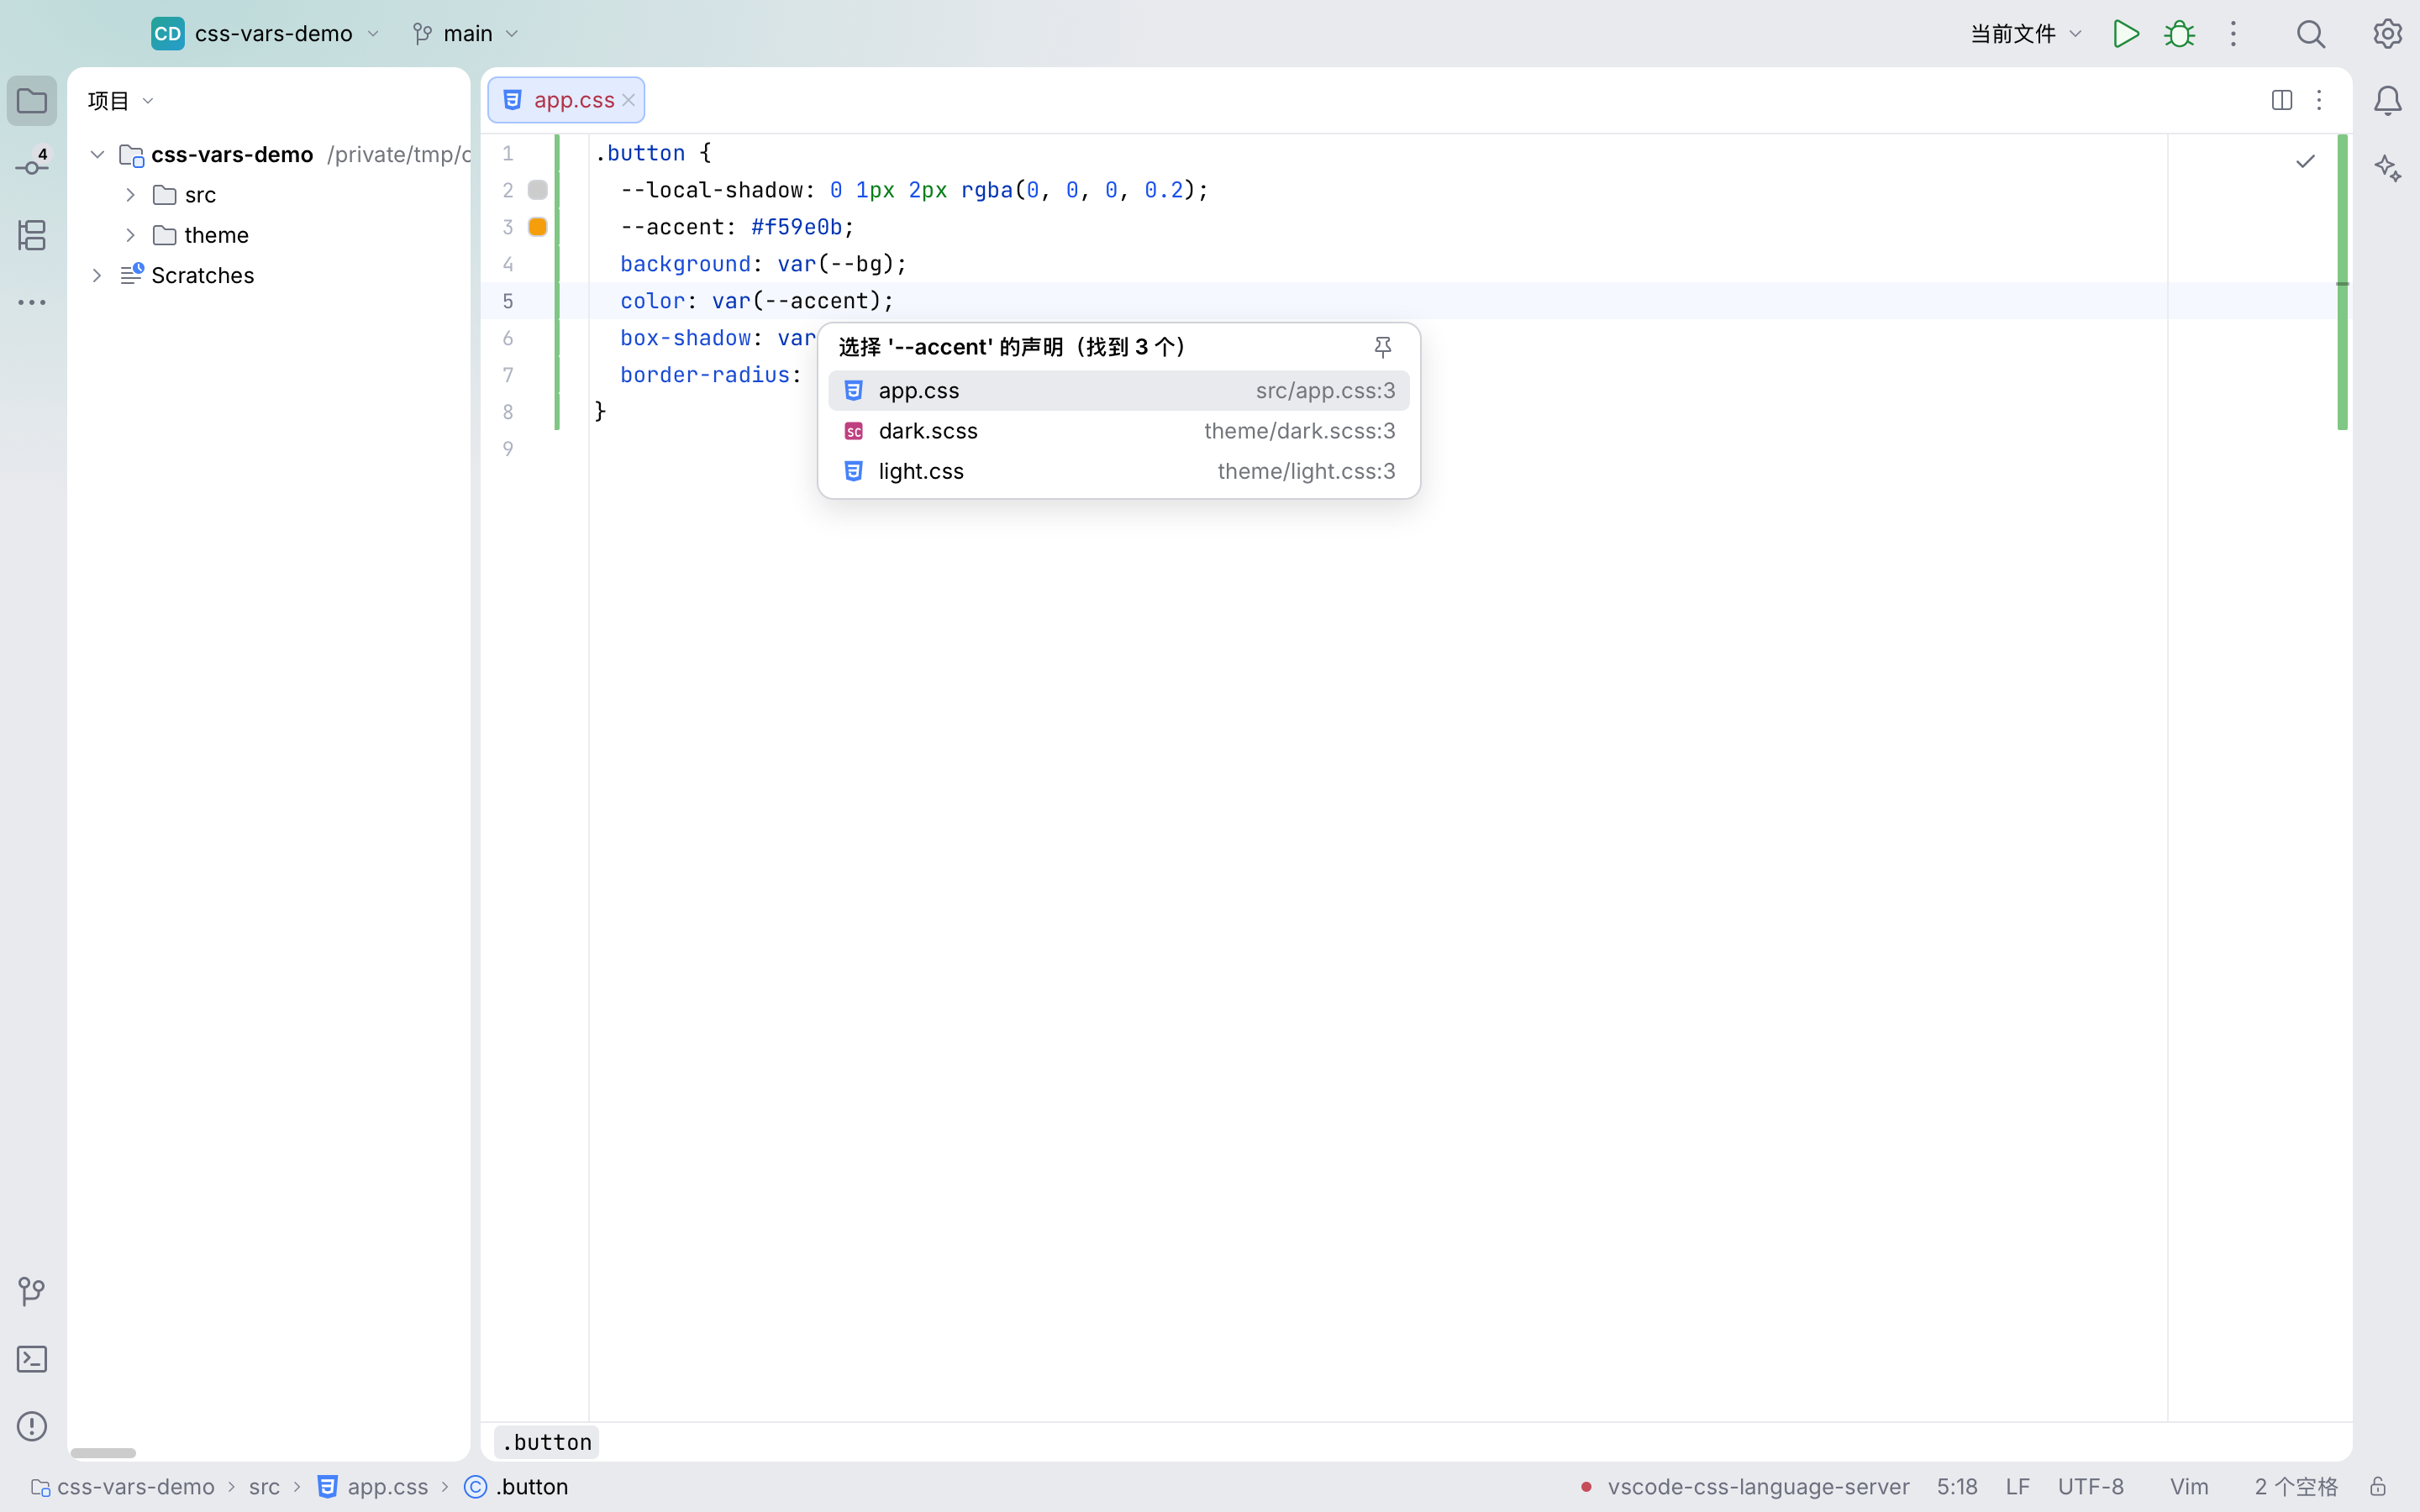 CD css-vars-demo main 当前文件
项目
app.css
4
css-vars-demo /private/tmp/c
src
theme
Scratches
1 .button {
2 --local-shadow: 0 1px 2px rgba(0, 0, 0, 0.2);
3 --accent: #f59e0b;
4 background: var(--bg);
5 color: var(--accent);
6 box-shadow: var
7 border-radius:
8 }
9
选择 '--accent' 的声明（找到 3 个）
app.css src/app.css:3
SC dark.scss theme/dark.scss:3
light.css theme/light.css:3
.button
css-vars-demo › src › app.css › © .button
vscode-css-language-server 5:18 LF UTF-8 Vim 2 个空格